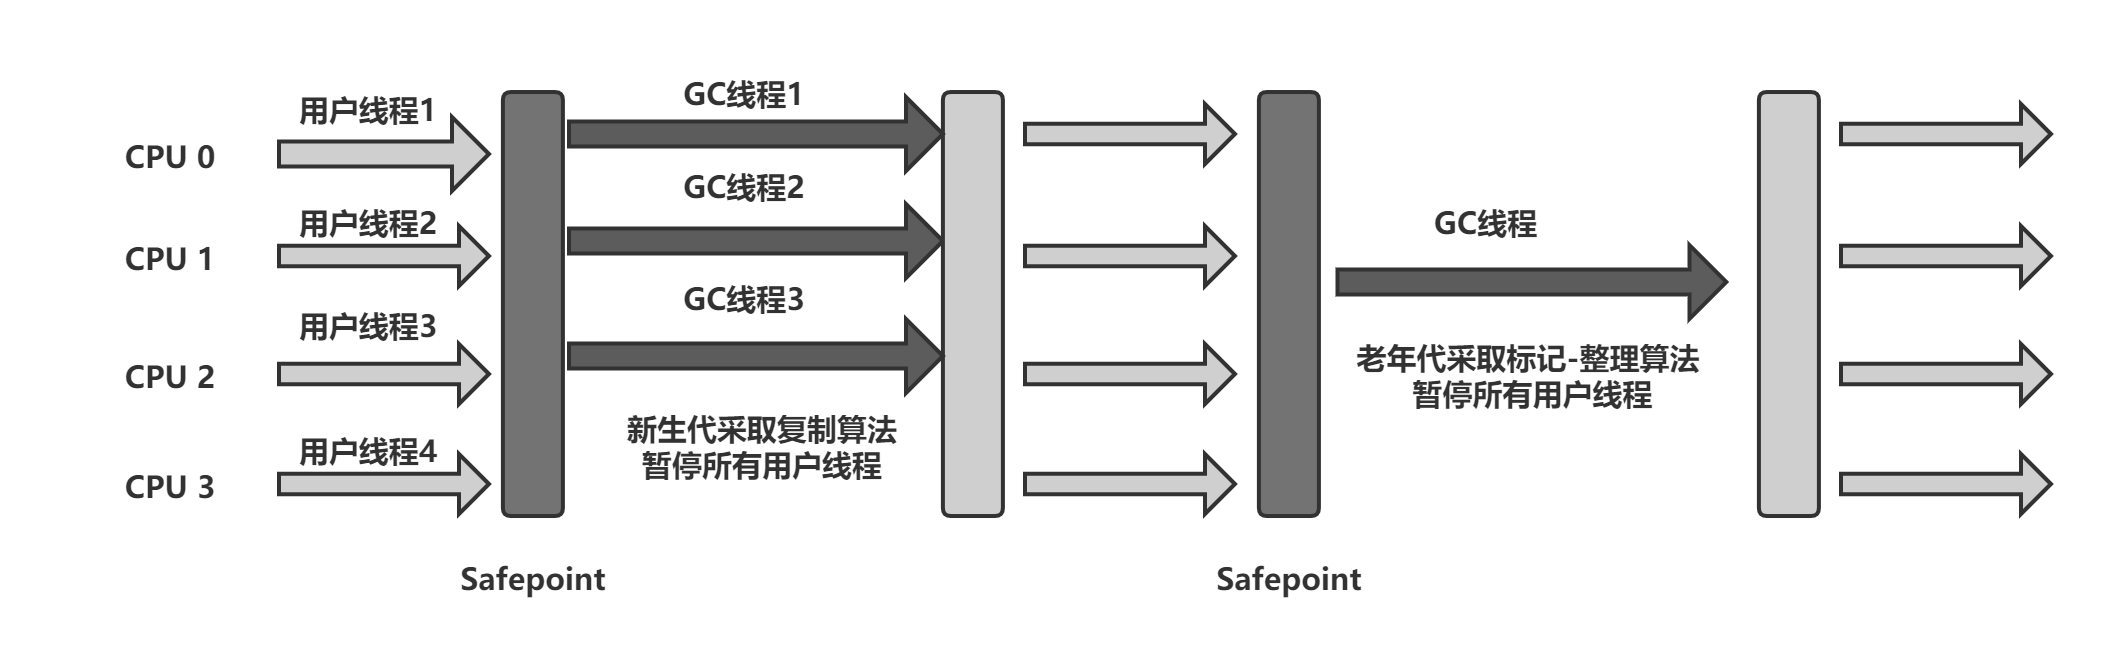 用户线程1
CPU 0
用户线程2
CPU 1
用户线程3
CPU 2
用户线程4
CPU 3
Safepoint
GC线程1
GC线程2
GC线程3
新生代采取复制算法
暂停所有用户线程
Safepoint
GC线程
老年代采取标记-整理算法
暂停所有用户线程